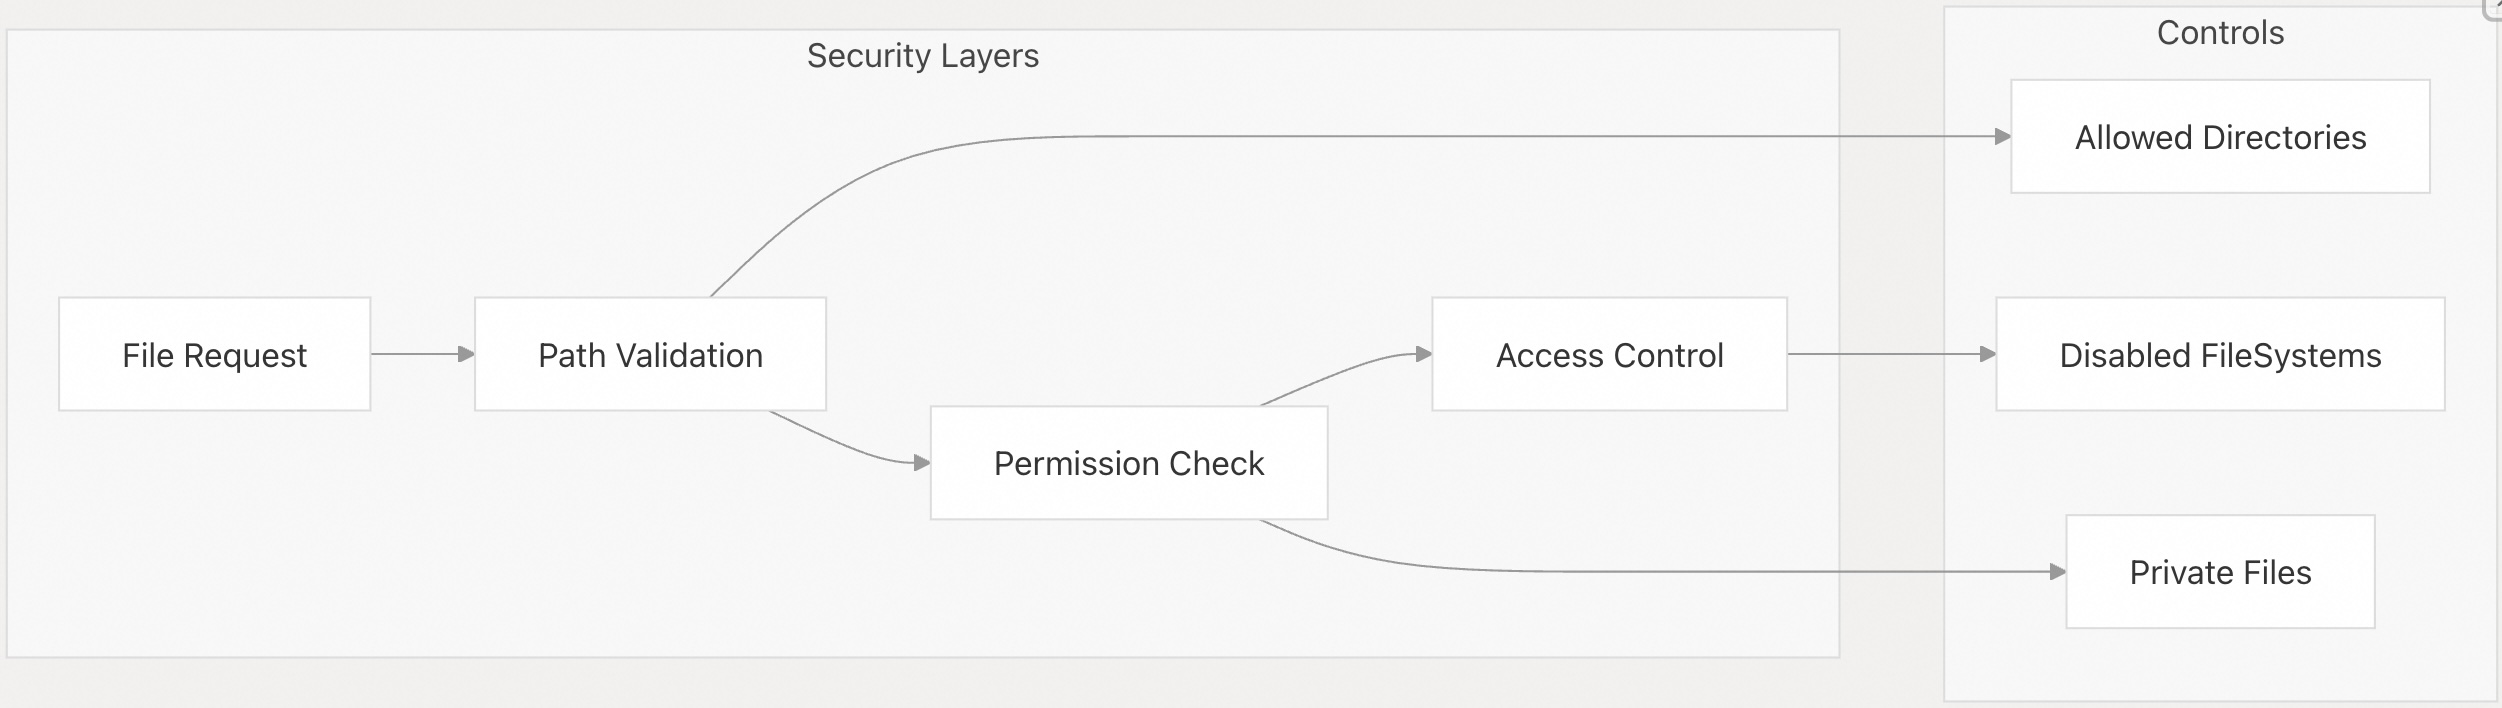 Security Layers
Controls
Allowed Directories
File Request
Path Validation
Access Control
Disabled FileSystems
Permission Check
Private Files